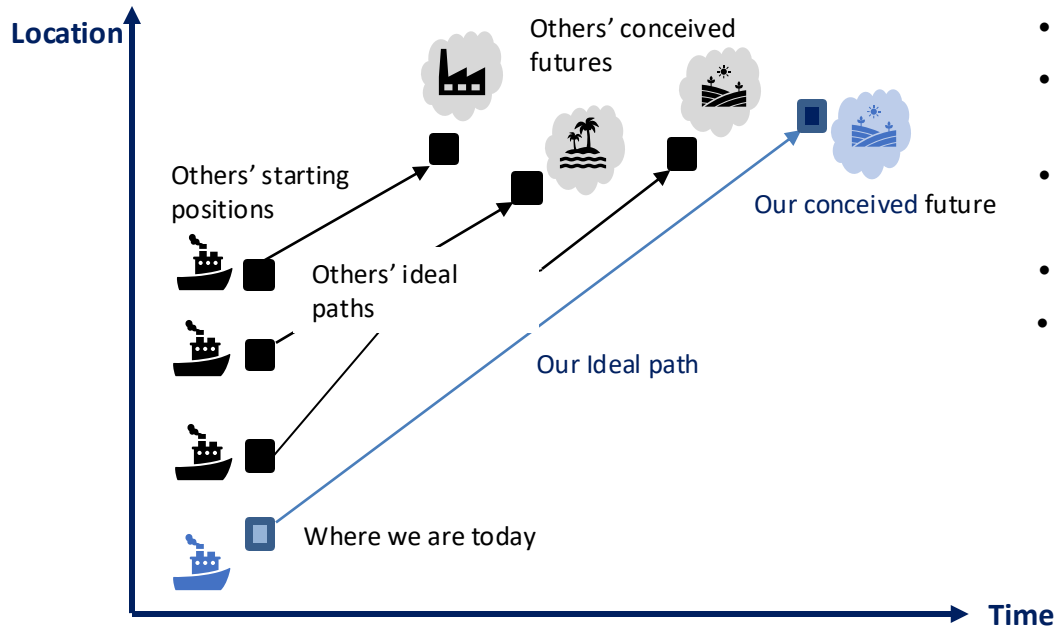 Location
Others’ conceived
futures
Others’ starting
positions
Our conceived future
Others’ ideal
paths
Our Ideal path
Where we are today
Time